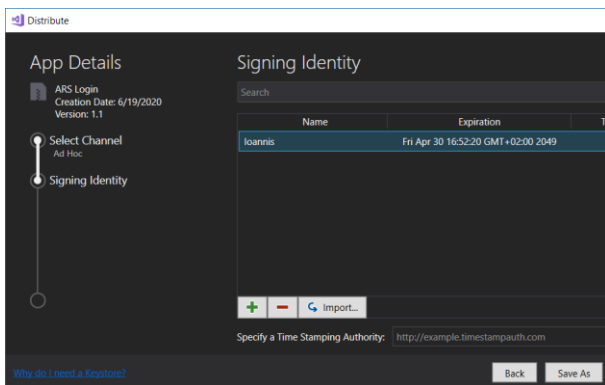 Distribute
App Details
ARS Login
Creation Date: 6/19/2020
Version: 1.1
Select Channel
Ad Hoc
Signing Identity
Signing Identity
Search
Name Expiration T
Ioannis Fri Apr 30 16:52:20 GMT+02:00 2049
Import...
Specify a Time Stamping Authority: http://example.timestampauth.com
Why do I need a Keystore?
Back Save As